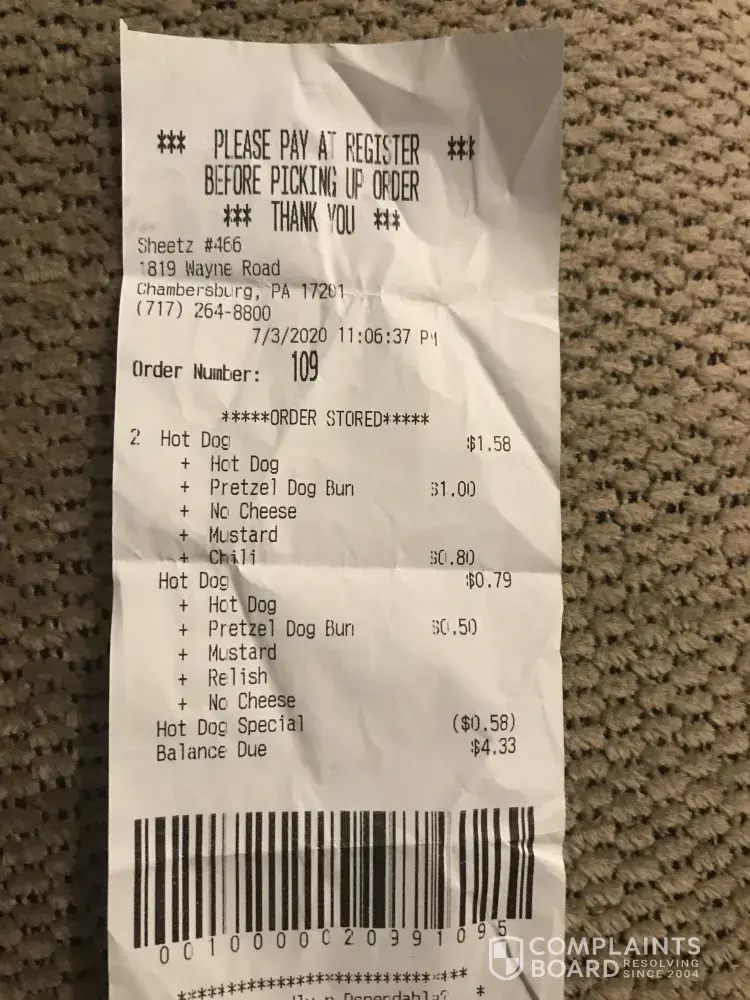 *** PLEASE PAY AT REGISTER ***
BEFORE PICKING UP ORDER
*** THANK YOU ***
Sheetz #466
1819 Wayne Road
Chambersburg, PA 17201
(717) 264-8800
7/3/2020 11:06:37 PM
Order Number: 109
*****ORDER STORED*****
2 Hot Dog $1.58
+ Hot Dog
+ Pretzel Dog Bun $1.00
+ No Cheese
+ Mustard
+ Chili $0.80
Hot Dog $0.79
+ Hot Dog
+ Pretzel Dog Bun $0.50
+ Mustard
+ Relish
+ No Cheese
Hot Dog Special ($0.58)
Balance Due $4.33
0010000020991095
COMPLAINTS
BOARD RESOLVING
SINCE 2004